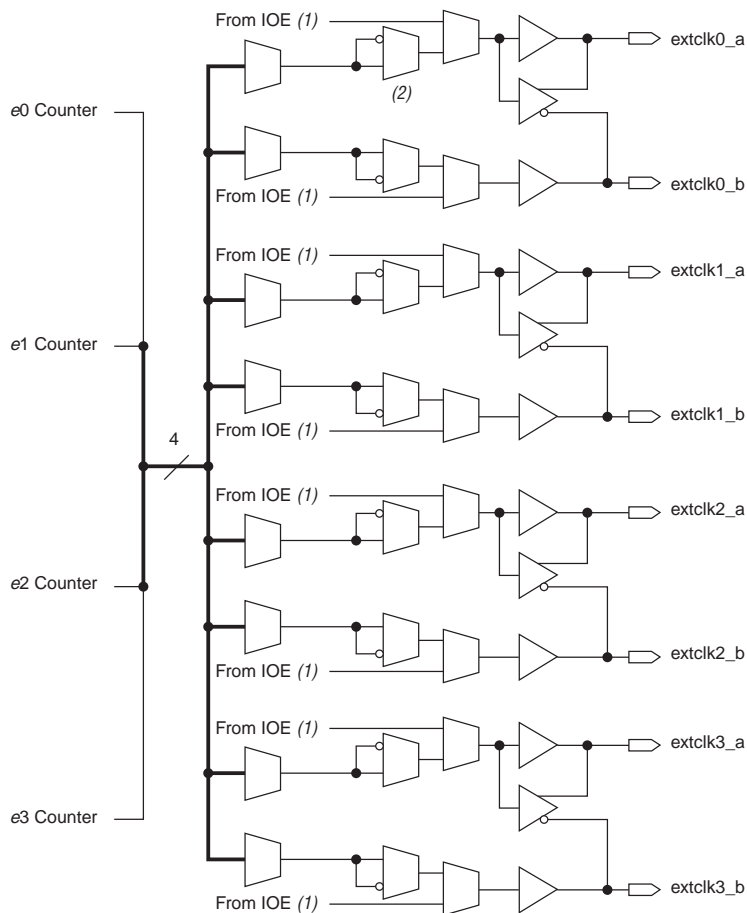 From IOE (1)
extclk0_a
(2)
e0 Counter
extclk0_b
From IOE (1)
From IOE (1)
extclk1_a
e1 Counter
extclk1_b
From IOE (1)
4
From IOE (1)
extclk2_a
e2 Counter
extclk2_b
From IOE (1)
From IOE (1)
extclk3_a
e3 Counter
extclk3_b
From IOE (1)